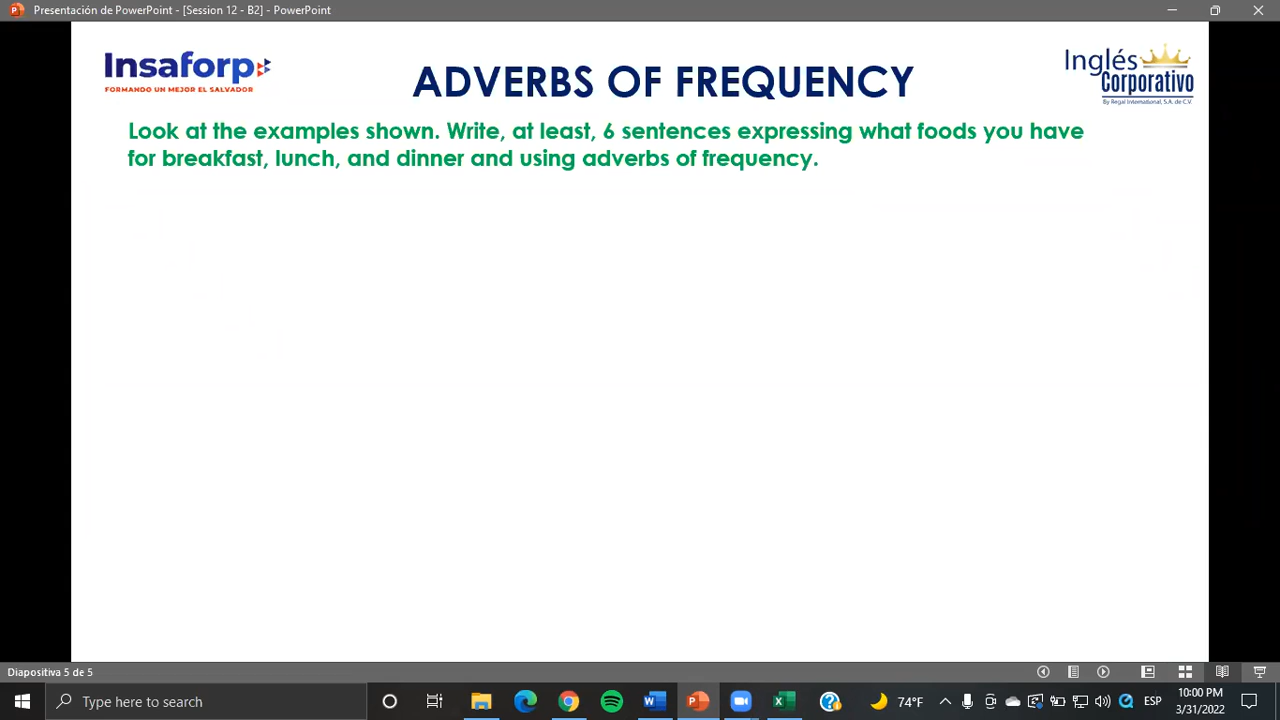 Presentación de PowerPoint - [Session 12 - B2] - PowerPoint
Insaforp
FORMANDO UN MEJOR EL SALVADOR
ADVERBS OF FREQUENCY
Inglés
Corporativo
By Regal International, S.A. de C.V.
Look at the examples shown. Write, at least, 6 sentences expressing what foods you have
for breakfast, lunch, and dinner and using adverbs of frequency.
Diapositiva 5 de 5
Type here to search
74°F
ESP
10:00 PM
3/31/2022